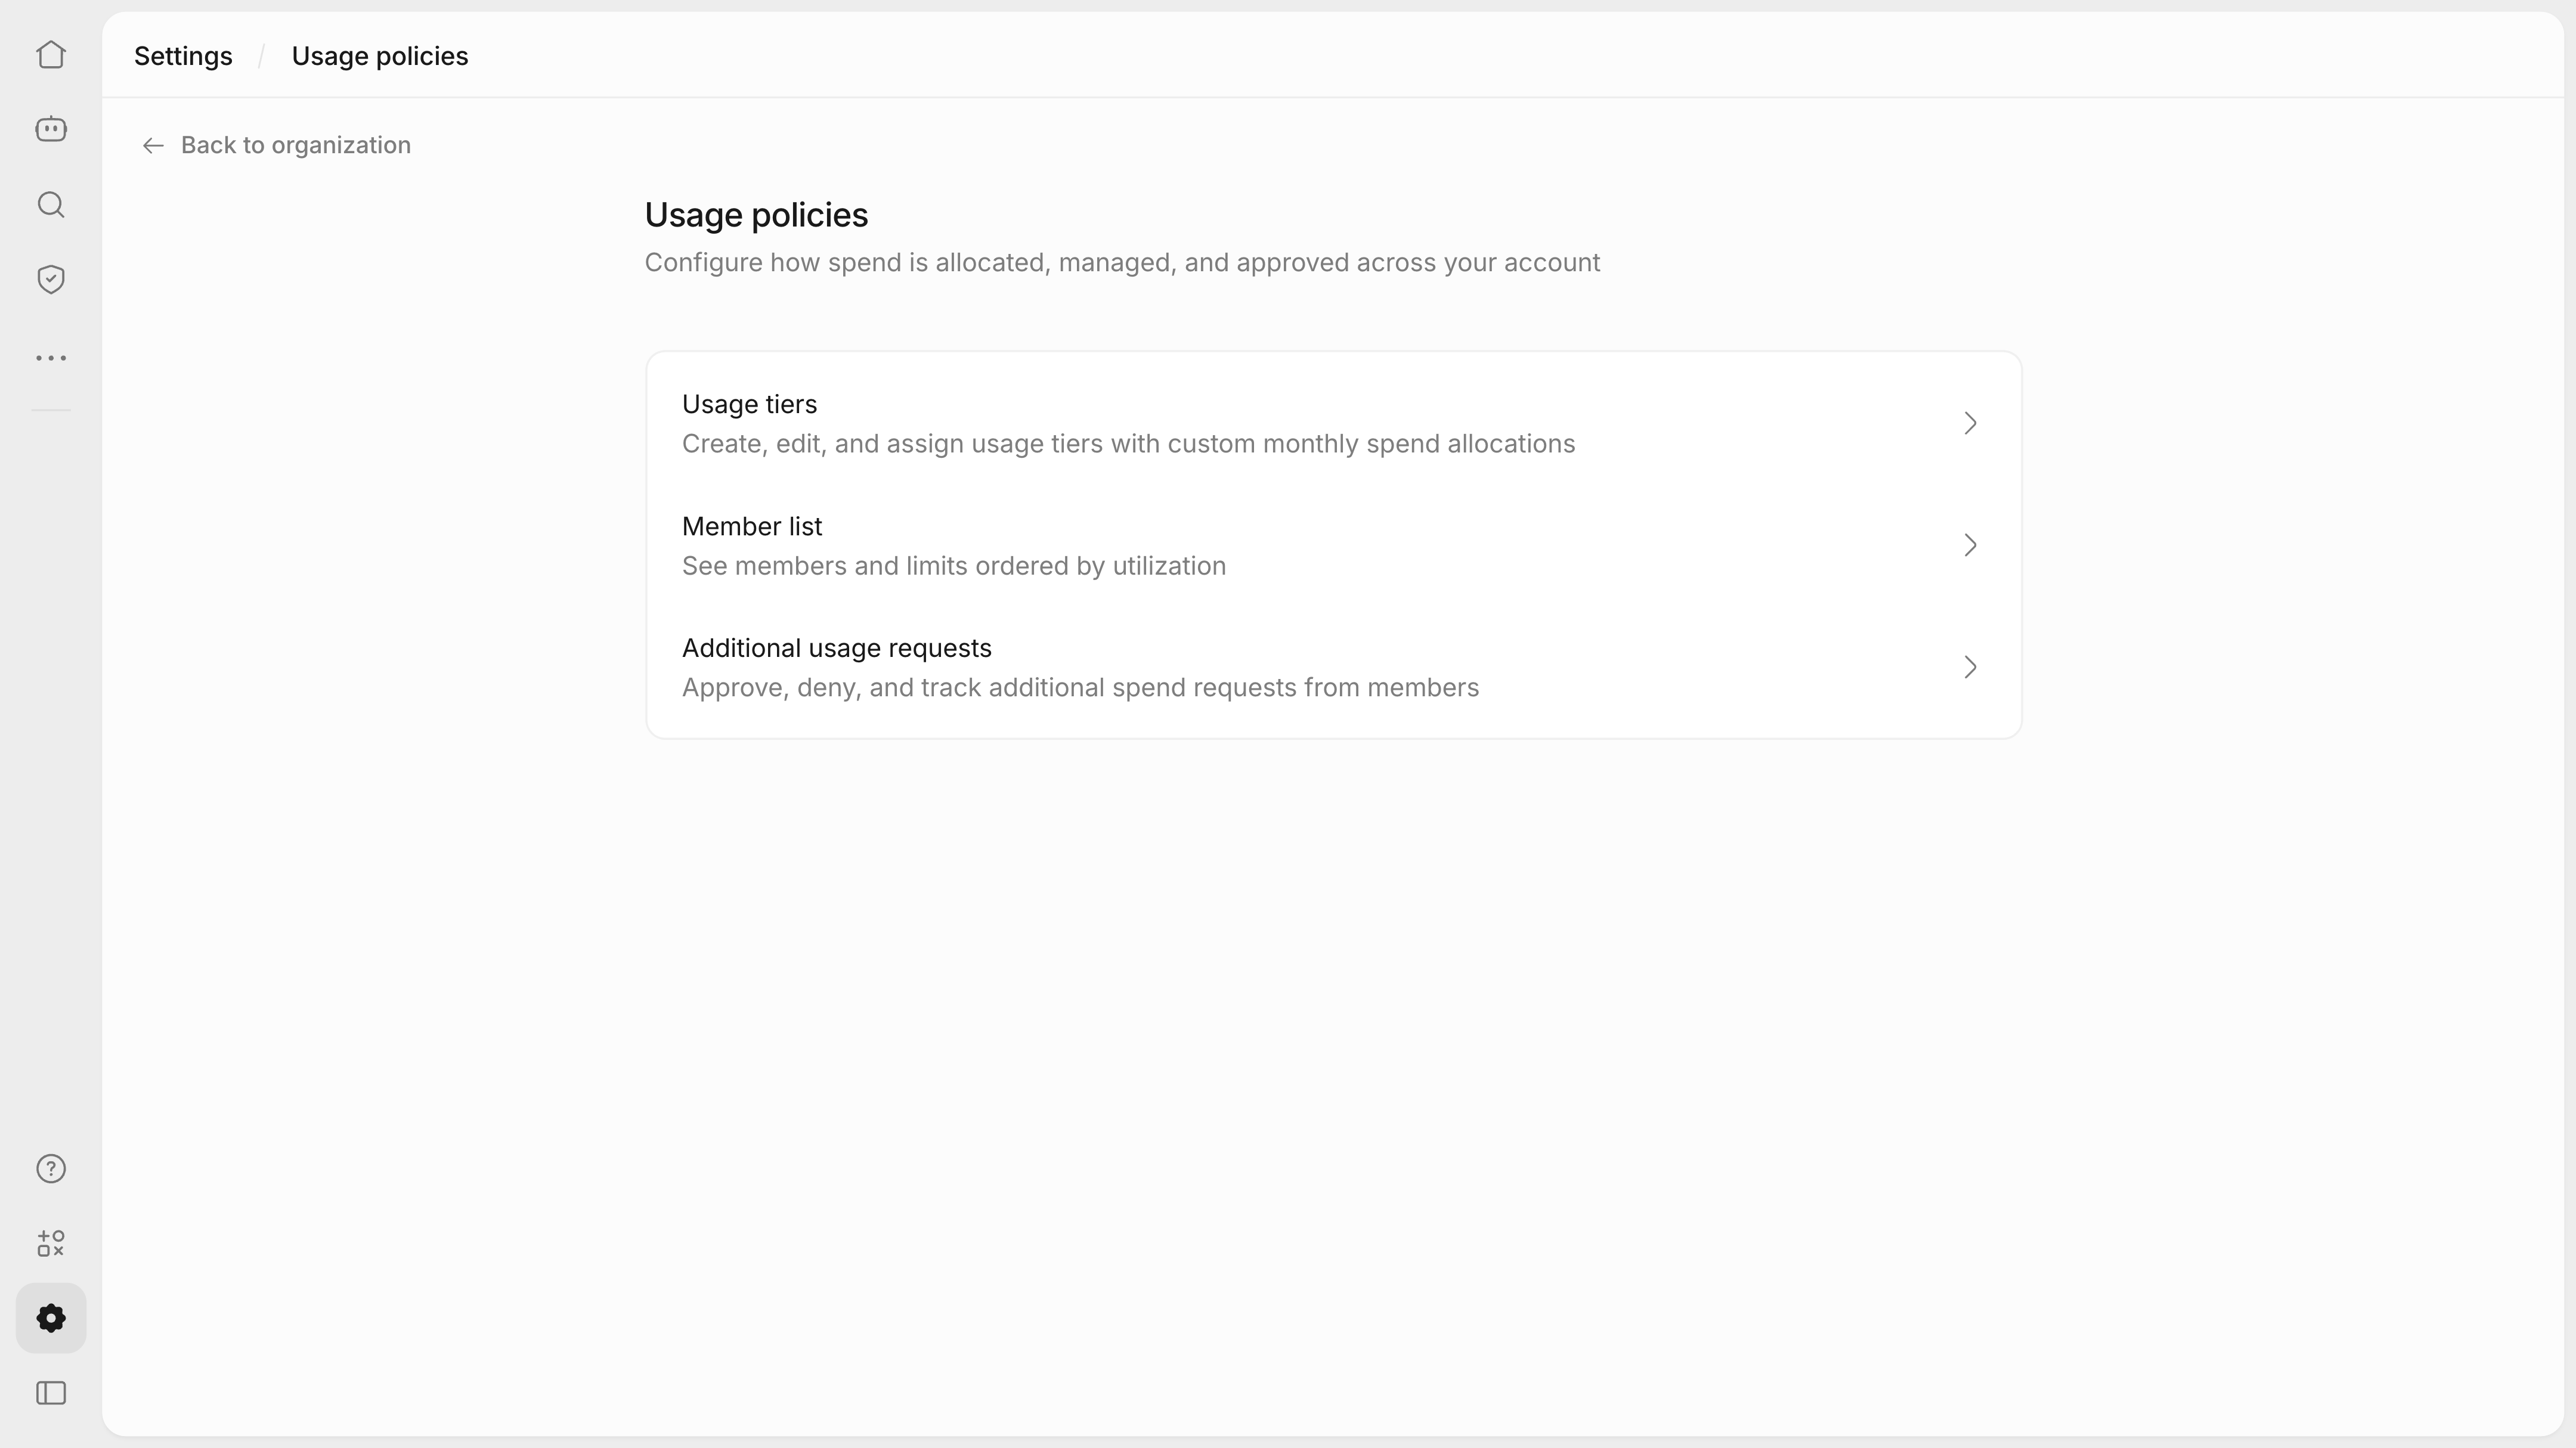 Settings / Usage policies
Back to organization
Usage policies
Configure how spend is allocated, managed, and approved across your account
Usage tiers
Create, edit, and assign usage tiers with custom monthly spend allocations
Member list
See members and limits ordered by utilization
Additional usage requests
Approve, deny, and track additional spend requests from members